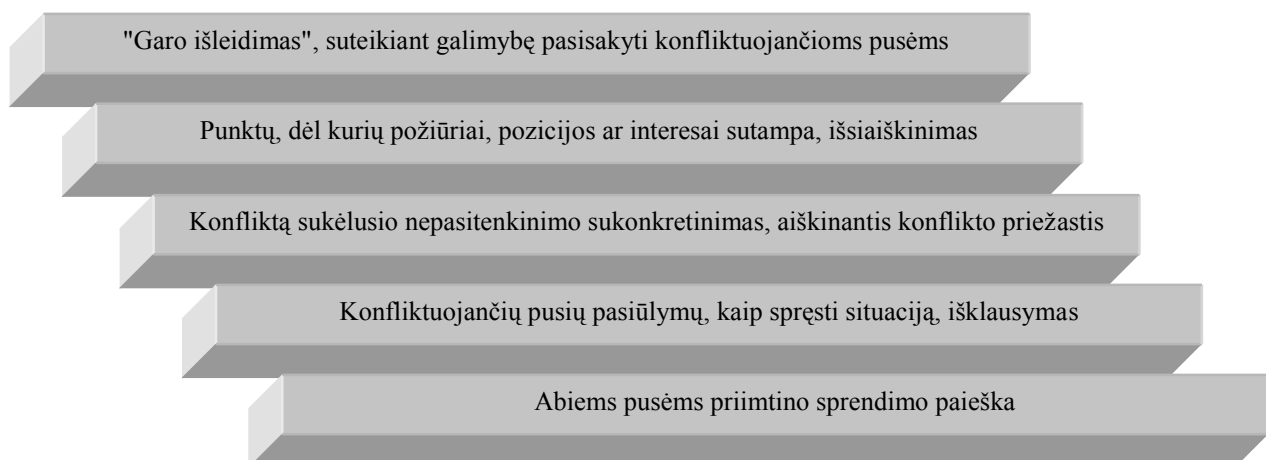 "Garo išleidimas", suteikiant galimybę pasisakyti konfliktuojančioms pusėms
Punktų, dėl kurių požiūriai, pozicijos ar interesai sutampa, išsiaiškinimas
Konfliktą sukėlusio nepasitenkinimo sukonkretinimas, aiškinantis konflikto priežastis
Konfliktuojančių pusių pasiūlymų, kaip spręsti situaciją, išklausymas
Abiems pusėms priimtino sprendimo paieška